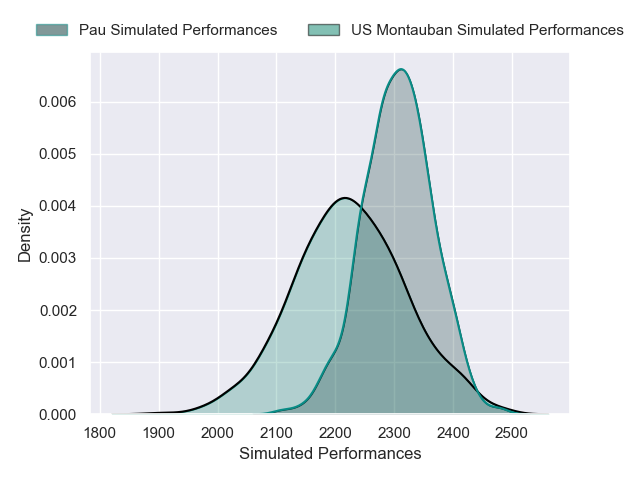 Pau Simulated Performances
US Montauban Simulated Performances
0.006
0.005
0.004
0.003
0.002
0.001
0.000
Density
1800 1900 2000 2100 2200 2300 2400 2500
Simulated Performances